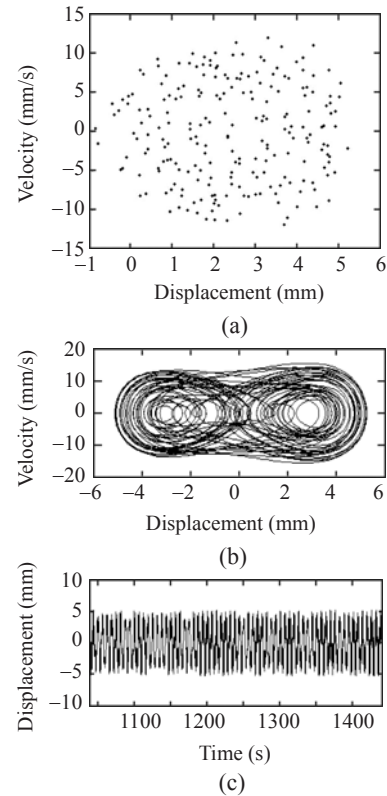 15
10
5
0
−5
−10
−15
Velocity (mm/s)
−1 0 1 2 3 4 5 6
Displacement (mm)
(a)
20
10
0
−10
−20
Velocity (mm/s)
−6 −4 −2 0 2 4 6
Displacement (mm)
(b)
10
5
0
−5
−10
Displacement (mm)
1100 1200 1300 1400
Time (s)
(c)